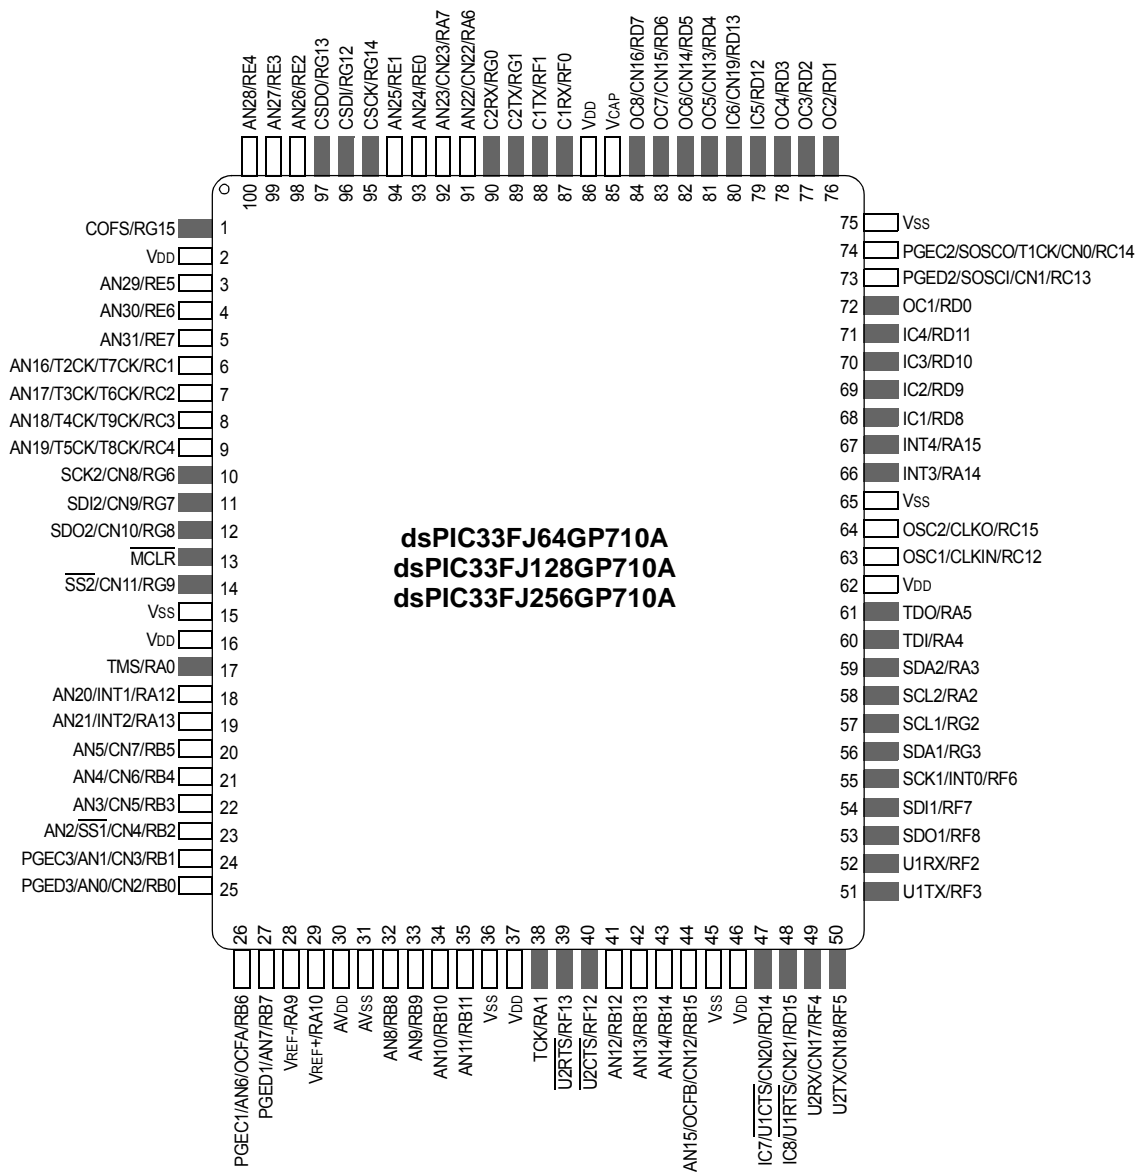 AN28/RE4
AN27/RE3
AN26/RE2
CSDO/RG13
CSDI/RG12
CSCK/RG14
AN25/RE1
AN24/RE0
AN23/CN23/RA7
AN22/CN22/RA6
C2RX/RG0
C2TX/RG1
C1TX/RF1
C1RX/RF0
VDD
VCAP
OC8/CN16/RD7
OC7/CN15/RD6
OC6/CN14/RD5
OC5/CN13/RD4
IC6/CN19/RD13
IC5/RD12
OC4/RD3
OC3/RD2
OC2/RD1
100
99
98
97
96
95
94
93
92
91
90
89
88
87
86
85
84
83
82
81
80
79
78
77
76
COFS/RG15 1
VDD 2
AN29/RE5 3
AN30/RE6 4
AN31/RE7 5
AN16/T2CK/T7CK/RC1 6
AN17/T3CK/T6CK/RC2 7
AN18/T4CK/T9CK/RC3 8
AN19/T5CK/T8CK/RC4 9
SCK2/CN8/RG6 10
SDI2/CN9/RG7 11
SDO2/CN10/RG8 12
MCLR 13
SS2/CN11/RG9 14
VSS 15
VDD 16
TMS/RA0 17
AN20/INT1/RA12 18
AN21/INT2/RA13 19
AN5/CN7/RB5 20
AN4/CN6/RB4 21
AN3/CN5/RB3 22
AN2/SS1/CN4/RB2 23
PGEC3/AN1/CN3/RB1 24
PGED3/AN0/CN2/RB0 25
dsPIC33FJ64GP710A
dsPIC33FJ128GP710A
dsPIC33FJ256GP710A
75 VSS
74 PGEC2/SOSCO/T1CK/CN0/RC14
73 PGED2/SOSCI/CN1/RC13
72 OC1/RD0
71 IC4/RD11
70 IC3/RD10
69 IC2/RD9
68 IC1/RD8
67 INT4/RA15
66 INT3/RA14
65 VSS
64 OSC2/CLKO/RC15
63 OSC1/CLKIN/RC12
62 VDD
61 TDO/RA5
60 TDI/RA4
59 SDA2/RA3
58 SCL2/RA2
57 SCL1/RG2
56 SDA1/RG3
55 SCK1/INT0/RF6
54 SDI1/RF7
53 SDO1/RF8
52 U1RX/RF2
51 U1TX/RF3
26
27
28
29
30
31
32
33
34
35
36
37
38
39
40
41
42
43
44
45
46
47
48
49
50
PGEC1/AN6/OCFA/RB6
PGED1/AN7/RB7
VREF-/RA9
VREF+/RA10
AVDD
AVSS
AN8/RB8
AN9/RB9
AN10/RB10
AN11/RB11
VSS
VDD
TCK/RA1
U2RTS/RF13
U2CTS/RF12
AN12/RB12
AN13/RB13
AN14/RB14
AN15/OCFB/CN12/RB15
VSS
VDD
IC7/U1CTS/CN20/RD14
IC8/U1RTS/CN21/RD15
U2RX/CN17/RF4
U2TX/CN18/RF5